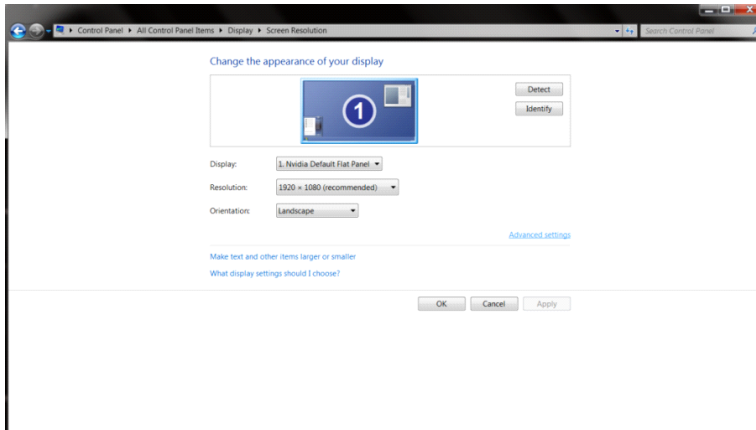 Control Panel ▸ All Control Panel Items ▸ Display ▸ Screen Resolution
Search Control Panel
Change the appearance of your display
1
Detect
Identify
Display: 1. Nvidia Default Flat Panel
Resolution: 1920 × 1080 (recommended)
Orientation: Landscape
Advanced settings
Make text and other items larger or smaller
What display settings should I choose?
OK Cancel Apply